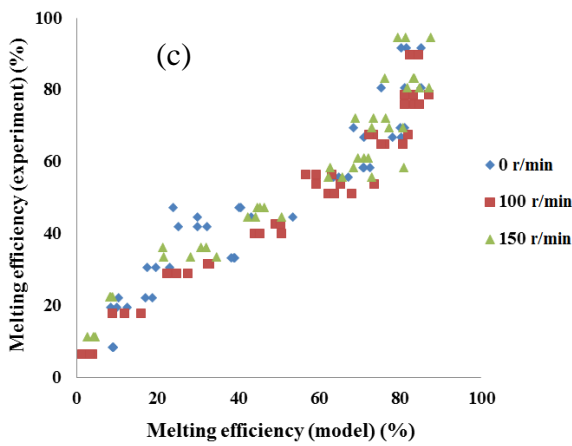 100
80
60
40
20
0
Melting efficiency (experiment) (%)
(c)
0 r/min
100 r/min
150 r/min
0 20 40 60 80 100
Melting efficiency (model) (%)